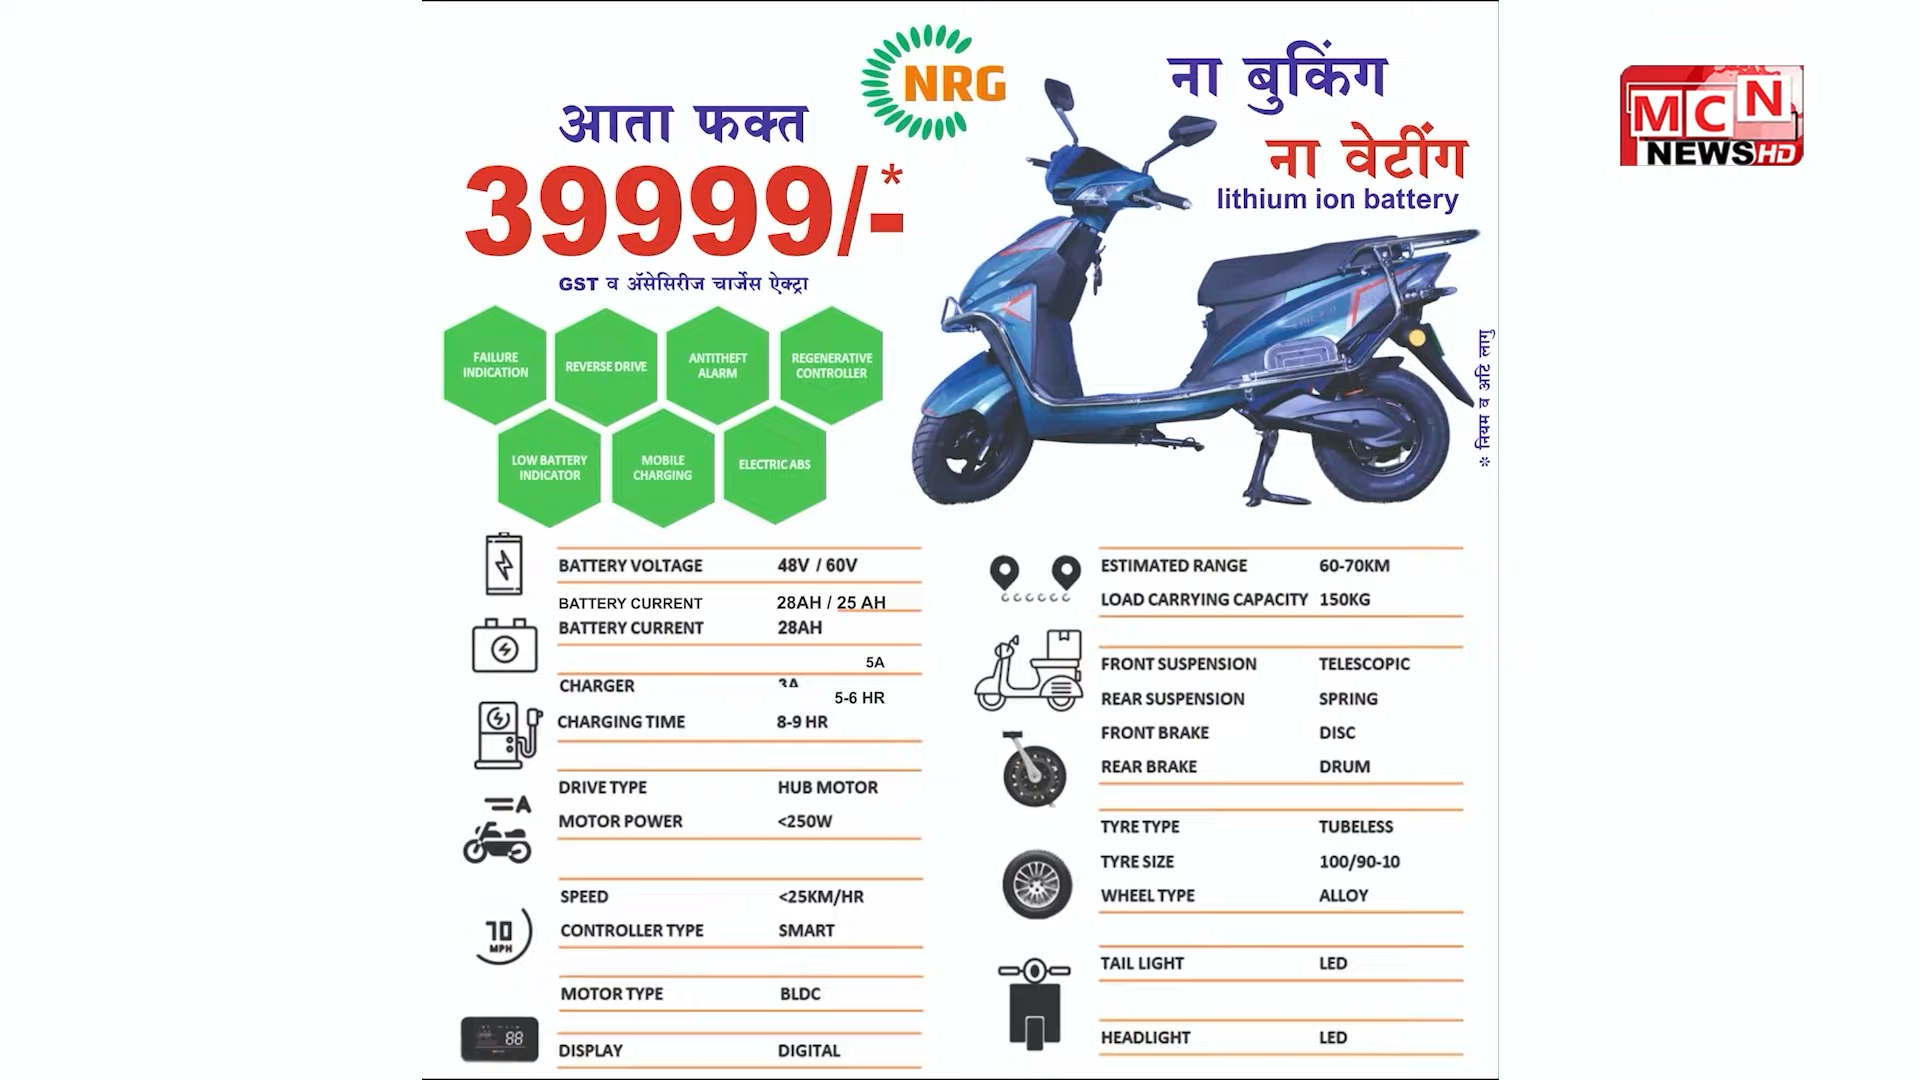 NRG
आता फक्त
39999/-*
GST व ॲसेसिरीज चार्जेस ऐक्ट्रा
ना बुकिंग
ना वेटींग
lithium ion battery
MCN
NEWS HD
* नियम व अटि लागु
FAILURE
INDICATION
REVERSE DRIVE
ANTITHEFT
ALARM
REGENERATIVE
CONTROLLER
LOW BATTERY
INDICATOR
MOBILE
CHARGING
ELECTRIC ABS
BATTERY VOLTAGE 48V / 60V
BATTERY CURRENT 28AH / 25 AH
BATTERY CURRENT 28AH
5A
CHARGER 3A
5-6 HR
CHARGING TIME 8-9 HR
A
DRIVE TYPE HUB MOTOR
MOTOR POWER <250W
SPEED <25KM/HR
10
MPH
CONTROLLER TYPE SMART
MOTOR TYPE BLDC
88
DISPLAY DIGITAL
ESTIMATED RANGE 60-70KM
LOAD CARRYING CAPACITY 150KG
FRONT SUSPENSION TELESCOPIC
REAR SUSPENSION SPRING
FRONT BRAKE DISC
REAR BRAKE DRUM
TYRE TYPE TUBELESS
TYRE SIZE 100/90-10
WHEEL TYPE ALLOY
TAIL LIGHT LED
HEADLIGHT LED